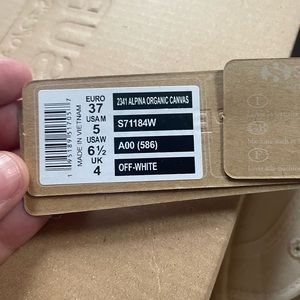 MADE IN VIETNAM
EURO
37
USAM
5
USAW
6½
UK
4
2341 ALPINA ORGANIC CANVAS
S71184W
A00 (586)
OFF-WHITE